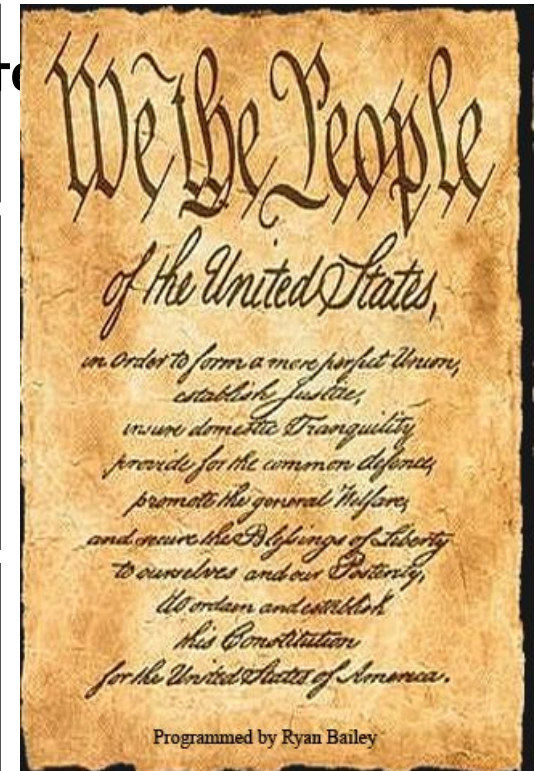 We the People
of the United States,
in Order to form a more perfect Union,
establish Justice,
insure domestic Tranquility
provide for the common defence,
promote the general Welfare,
and secure the Blessings of Liberty
to ourselves and our Posterity,
do ordain and establish
this Constitution
for the United States of America.
Programmed by Ryan Bailey